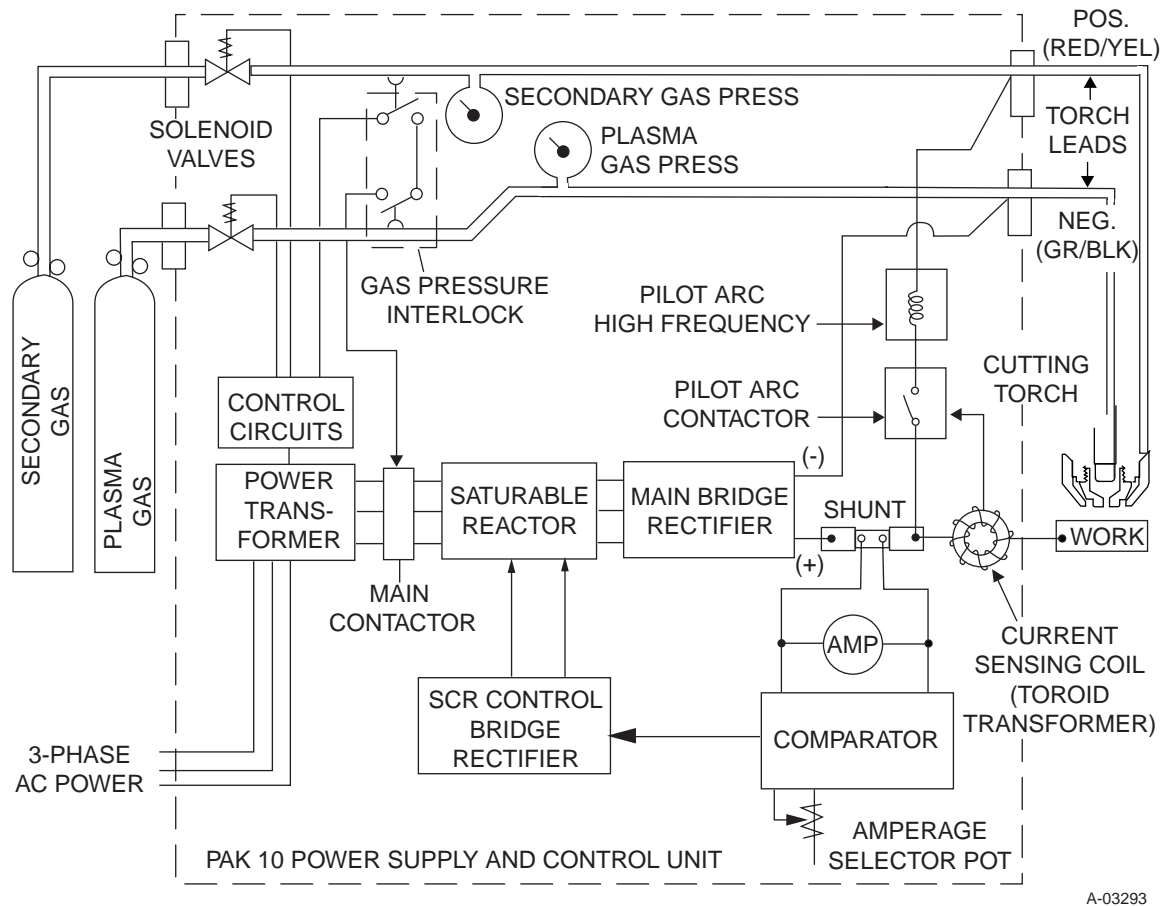 POS.
(RED/YEL)
SECONDARY GAS PRESS
SOLENOID
VALVES
PLASMA
GAS PRESS
TORCH
LEADS
NEG.
(GR/BLK)
GAS PRESSURE
INTERLOCK
PILOT ARC
HIGH FREQUENCY
SECONDARY
GAS
PLASMA
GAS
CONTROL
CIRCUITS
PILOT ARC
CONTACTOR
CUTTING
TORCH
(-)
POWER
TRANS-
FORMER
SATURABLE
REACTOR
MAIN BRIDGE
RECTIFIER
SHUNT
WORK
(+)
MAIN
CONTACTOR
AMP
CURRENT
SENSING COIL
(TOROID
TRANSFORMER)
SCR CONTROL
BRIDGE
RECTIFIER
COMPARATOR
3-PHASE
AC POWER
AMPERAGE
SELECTOR POT
PAK 10 POWER SUPPLY AND CONTROL UNIT
A-03293